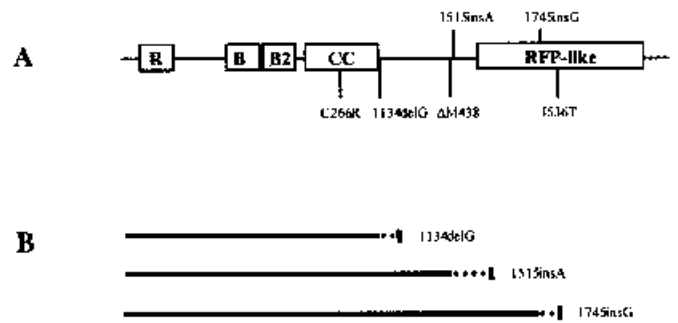 1515insA 1745insG
A R B B2 CC RFP-like
C266R 1134delG ΔM438 I536T
B 1134delG
1515insA
1745insG